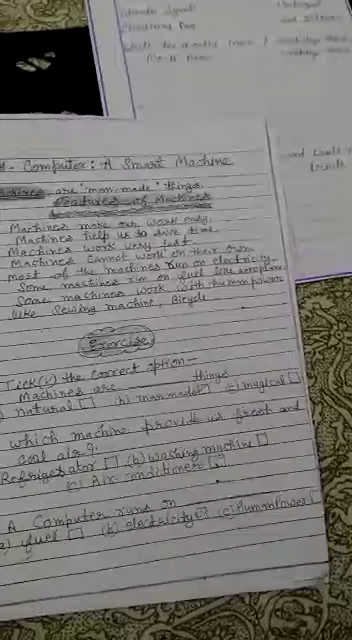 Computer: A Smart Machine
Machines are "man-made" things.
Features of Machines
Machines make our work easy.
Machines help us to save time.
Machines work very fast.
Machines cannot work on their own.
most of the machines run on electricity.
Some machines run on fuel like aeroplane.
Some machines work with human power
like Sewing machine, Bicycle
Exercise
Tick(✓) the correct option-
Machines are ______ things
natural (b) manmade (c) magical
which machine provide us fresh and
cool air?
Refrigerator (b) washing machine
(c) Air conditioner
A Computer runs on
a) fuel (b) electricity (c) Human Power